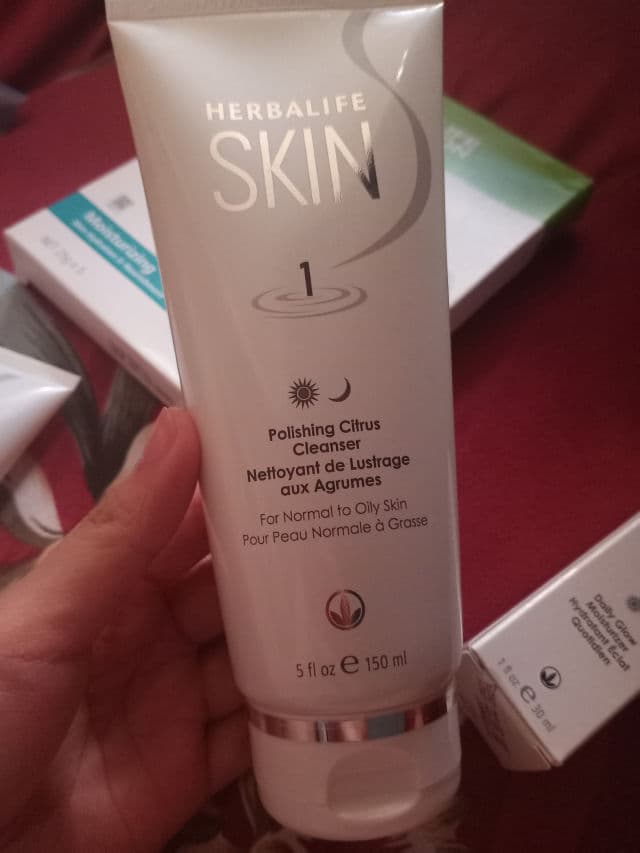 HERBALIFE
SKIN
1
Polishing Citrus
Cleanser
Nettoyant de Lustrage
aux Agrumes
For Normal to Oily Skin
Pour Peau Normale à Grasse
5 fl oz e 150 ml
Moisturizing
Daily Glow
Moisturizer
Hydratant Éclat
Quotidien
1 fl oz e 30 ml